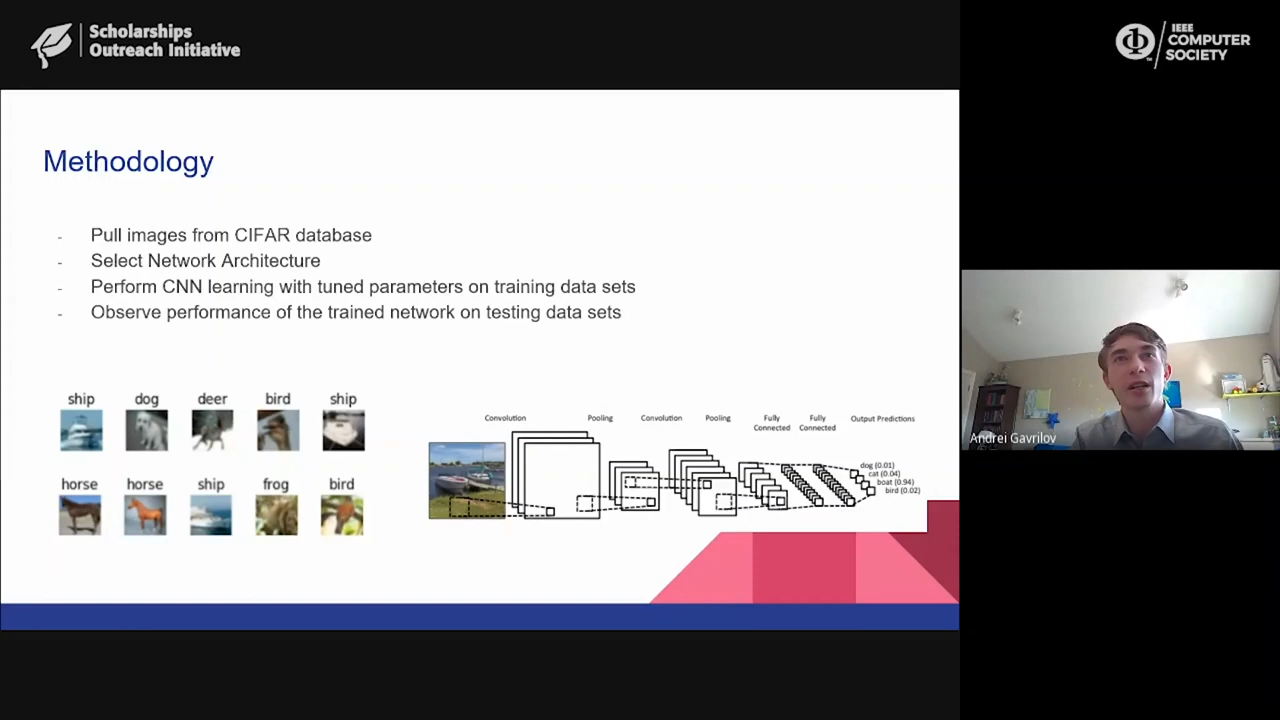 Scholarships
Outreach Initiative
IEEE
COMPUTER
SOCIETY
Methodology
- Pull images from CIFAR database
- Select Network Architecture
- Perform CNN learning with tuned parameters on training data sets
- Observe performance of the trained network on testing data sets
ship dog deer bird ship
horse horse ship frog bird
Convolution Pooling Convolution Pooling Fully Connected Fully Connected Output Predictions
dog (0.01)
cat (0.04)
boat (0.94)
bird (0.02)
Andrei Gavrilov